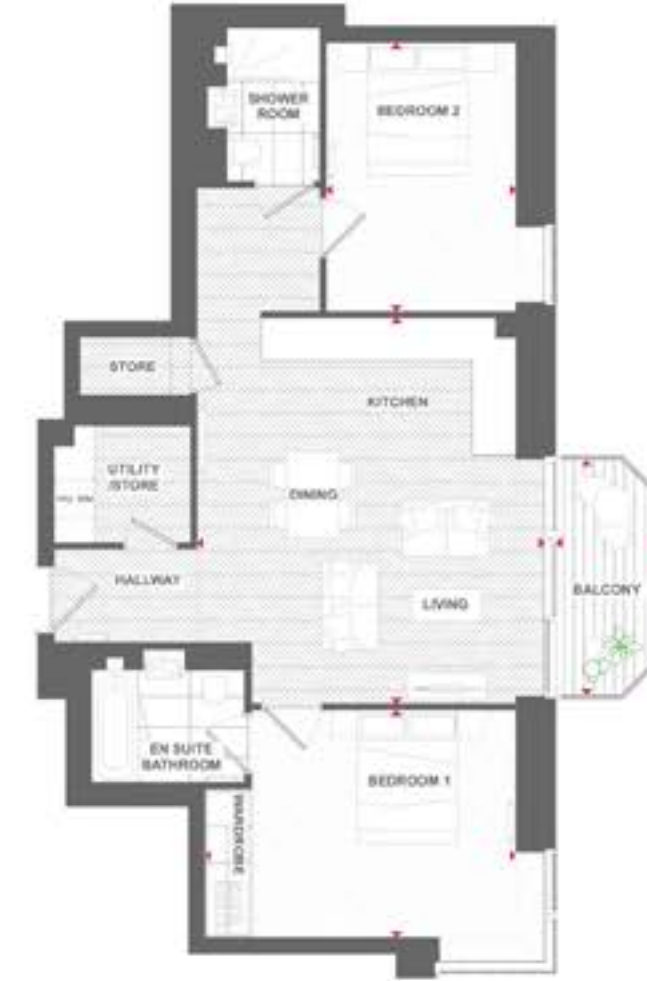 SHOWER
ROOM
BEDROOM 2
STORE
KITCHEN
UTILITY
/STORE
DINING
HALLWAY
LIVING
BALCONY
EN SUITE
BATHROOM
BEDROOM 1
WARDROBE